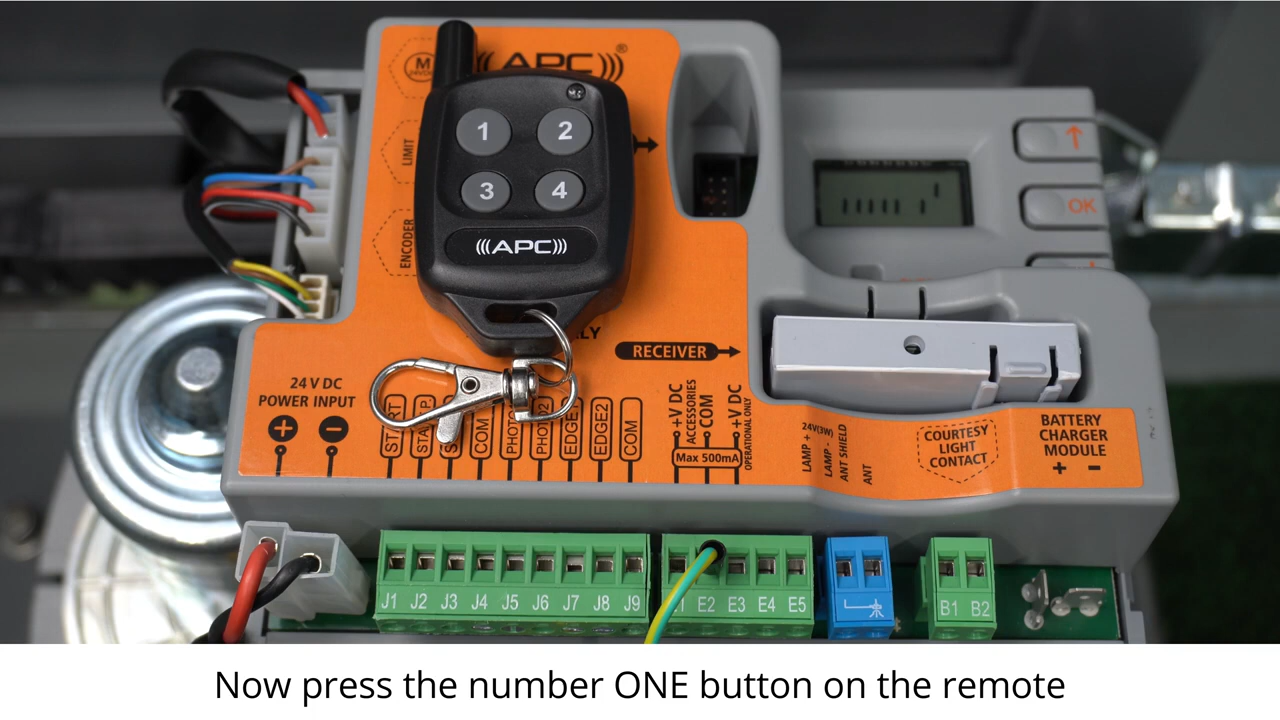 M
24VDC
(((APC)))®
LIMIT
ENCODER
1
2
3
4
(((APC)))
OK
RECEIVER
24 V DC
POWER INPUT
+
−
COM
EDGE2
COM
+V DC
ACCESSORIES
COM
+V DC
OPERATIONAL ONLY
Max 500mA
24V(3W)
LAMP +
LAMP -
ANT SHIELD
ANT
COURTESY
LIGHT
CONTACT
BATTERY
CHARGER
MODULE
+ −
J1 J2 J3 J4 J5 J6 J7 J8 J9
E2 E3 E4 E5
B1 B2
Now press the number ONE button on the remote